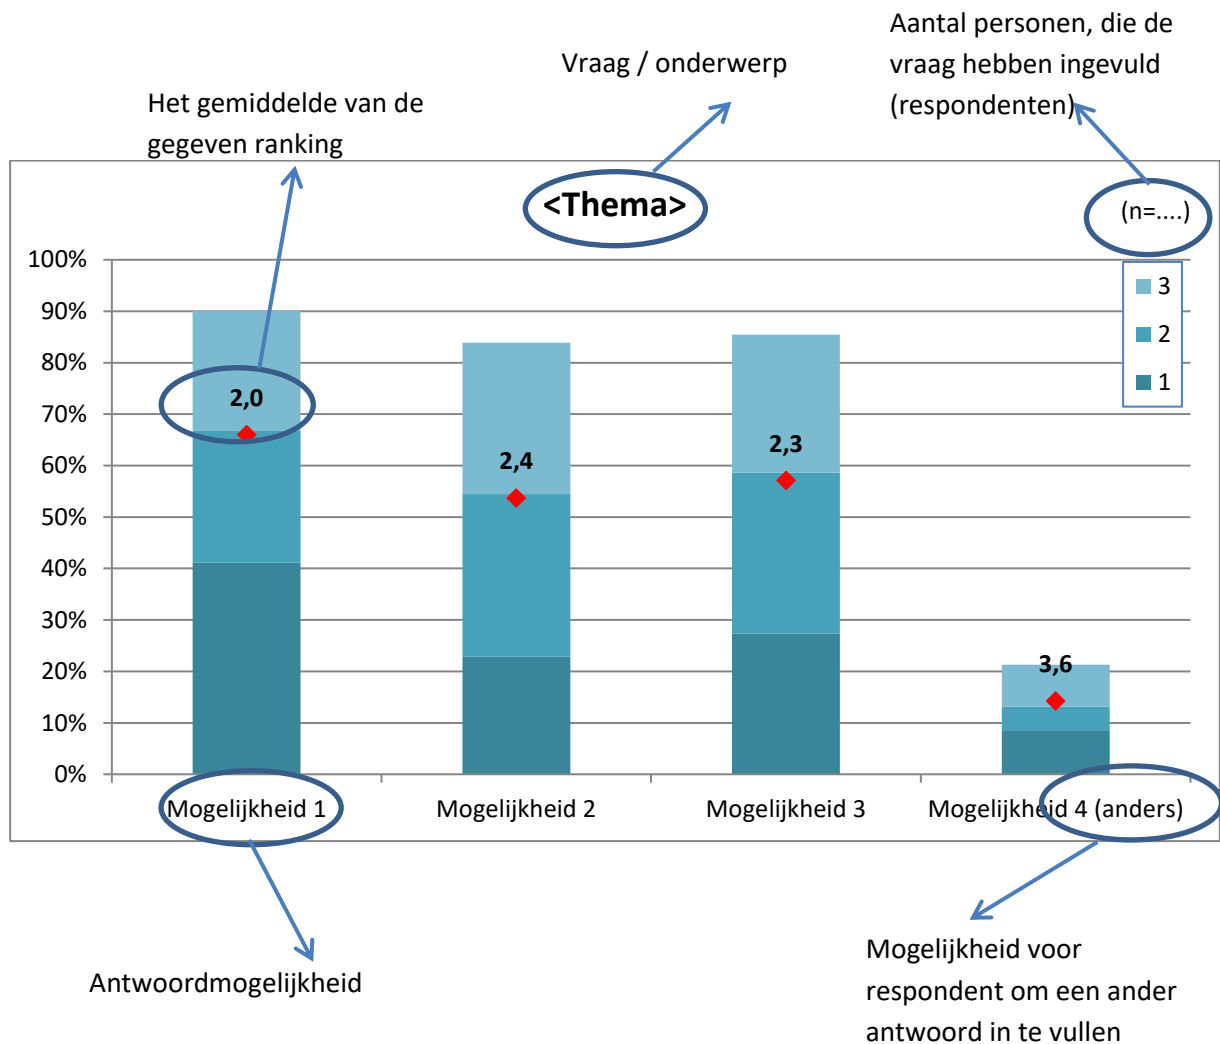 Aantal personen, die de
vraag hebben ingevuld
(respondenten)
Vraag / onderwerp
Het gemiddelde van de
gegeven ranking
<Thema>
(n=....)
100%
90%
80%
70%
60%
50%
40%
30%
20%
10%
0%
3
2
1
2,0
2,4
2,3
3,6
Mogelijkheid 1
Mogelijkheid 2
Mogelijkheid 3
Mogelijkheid 4 (anders)
Antwoordmogelijkheid
Mogelijkheid voor
respondent om een ander
antwoord in te vullen